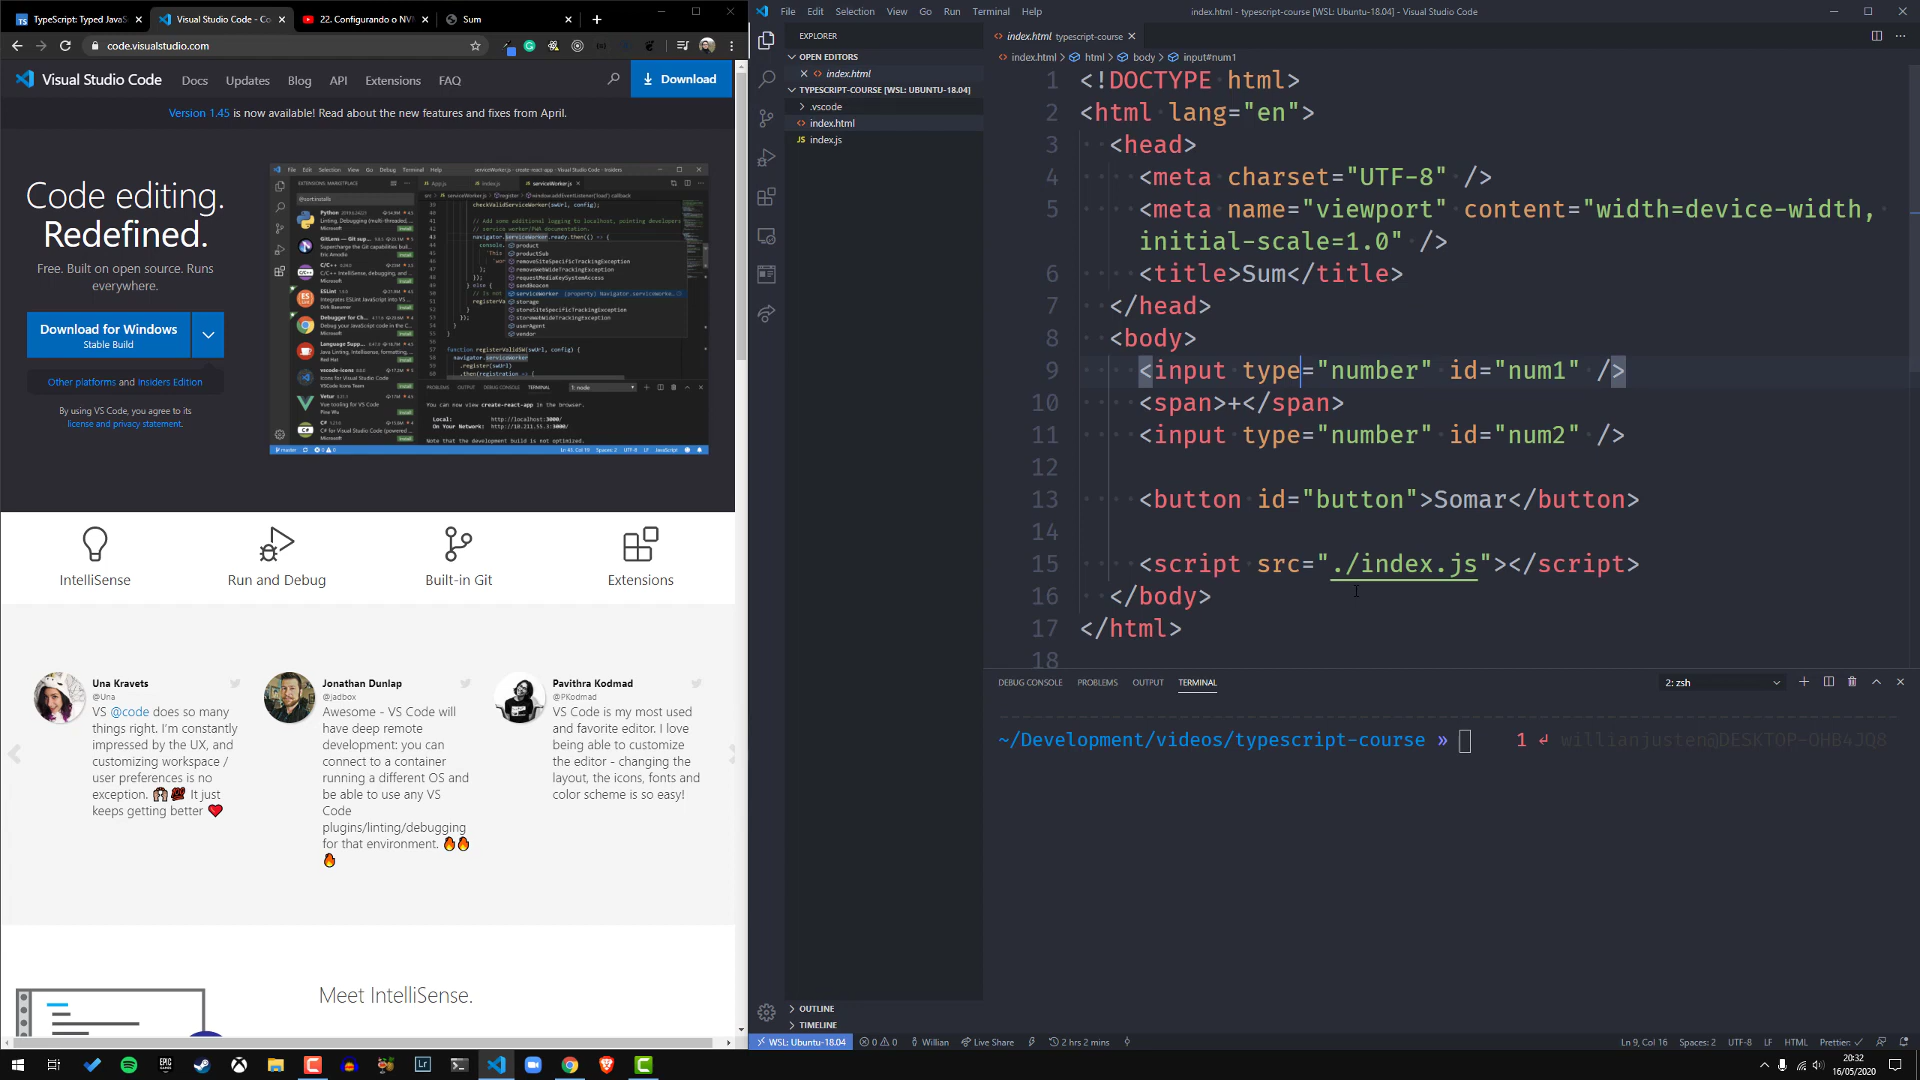 TypeScript: Typed JavaS
Visual Studio Code - Co
22. Configurando o NVM
Sum
code.visualstudio.com
Visual Studio Code
Docs
Updates
Blog
API
Extensions
FAQ
Download
Version 1.45 is now available! Read about the new features and fixes from April.
Code editing.
Redefined.
Free. Built on open source. Runs
everywhere.
Download for Windows
Stable Build
Other platforms and Insiders Edition
By using VS Code, you agree to its
license and privacy statement.
IntelliSense
Run and Debug
Built-in Git
Extensions
Una Kravets
@Una
VS @code does so many
things right. I'm constantly
impressed by the UX, and
customizing workspace /
user preferences is no
exception. 🙌💯 It just
keeps getting better ❤️
Jonathan Dunlap
@jadbox
Awesome - VS Code will
have deep remote
development: you can
connect to a container
running a different OS and
be able to use any VS
Code
plugins/linting/debugging
for that environment. 🔥🔥
🔥
Pavithra Kodmad
@PKodmad
VS Code is my most used
and favorite editor. I love
being able to customize
the editor - changing the
layout, the icons, fonts and
color scheme is so easy!
Meet IntelliSense.
File Edit Selection View Go Run Terminal Help
index.html - typescript-course [WSL: Ubuntu-18.04] - Visual Studio Code
EXPLORER
OPEN EDITORS
index.html
TYPESCRIPT-COURSE [WSL: UBUNTU-18.04]
.vscode
index.html
JS index.js
OUTLINE
TIMELINE
index.html typescript-course
index.html > html > body > input#num1
1 <!DOCTYPE html>
2 <html lang="en">
3 <head>
4 <meta charset="UTF-8" />
5 <meta name="viewport" content="width=device-width,
initial-scale=1.0" />
6 <title>Sum</title>
7 </head>
8 <body>
9 <input type="number" id="num1" />
10 <span>+</span>
11 <input type="number" id="num2" />
12
13 <button id="button">Somar</button>
14
15 <script src="./index.js"></script>
16 </body>
17 </html>
18
DEBUG CONSOLE PROBLEMS OUTPUT TERMINAL
2: zsh
~/Development/videos/typescript-course » 1 ↲ willianjusten@DESKTOP-OHB4JQ8
WSL: Ubuntu-18.04 0 0 Willian Live Share 2 hrs 2 mins
Ln 9, Col 16 Spaces: 2 UTF-8 LF HTML Prettier: ✓
20:32
16/05/2020